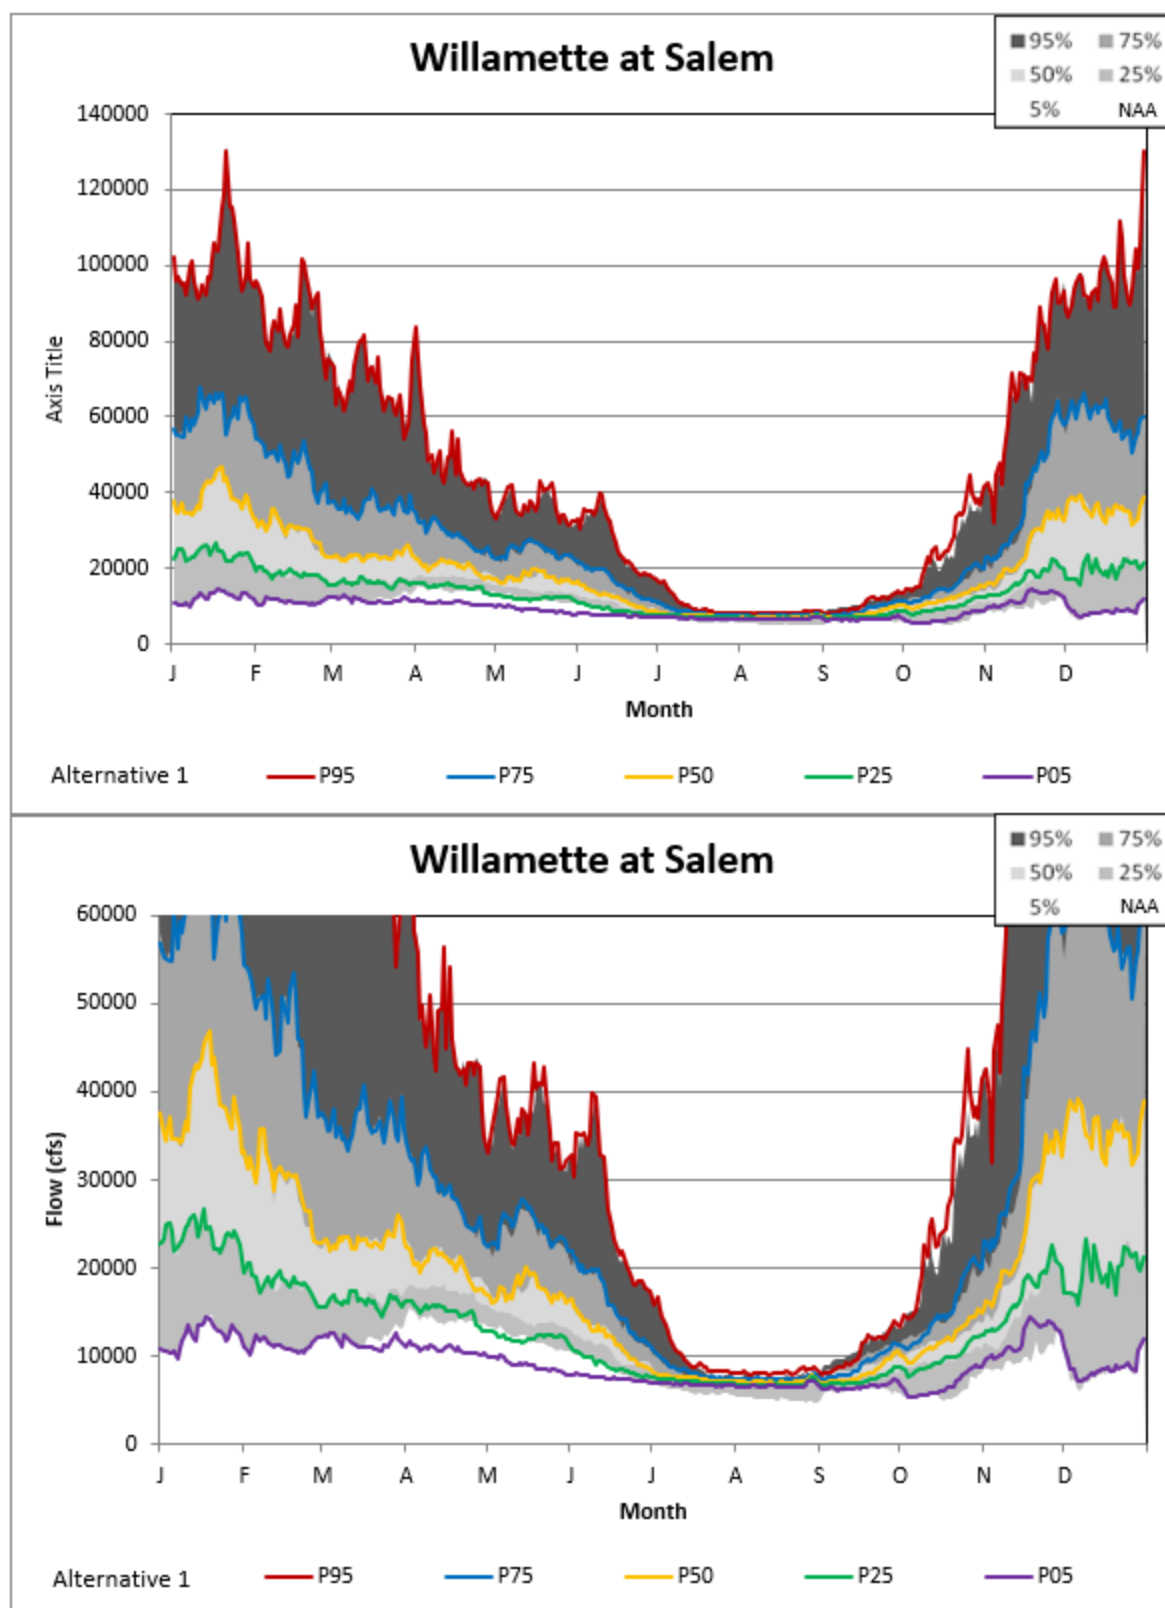 Willamette at Salem
95% 75%
50% 25%
5% NAA
140000
120000
100000
80000
60000
40000
20000
0
Axis Title
J F M A M J J A S O N D
Month
Alternative 1 P95 P75 P50 P25 P05
Willamette at Salem
95% 75%
50% 25%
5% NAA
60000
50000
40000
30000
20000
10000
0
Flow (cfs)
J F M A M J J A S O N D
Month
Alternative 1 P95 P75 P50 P25 P05